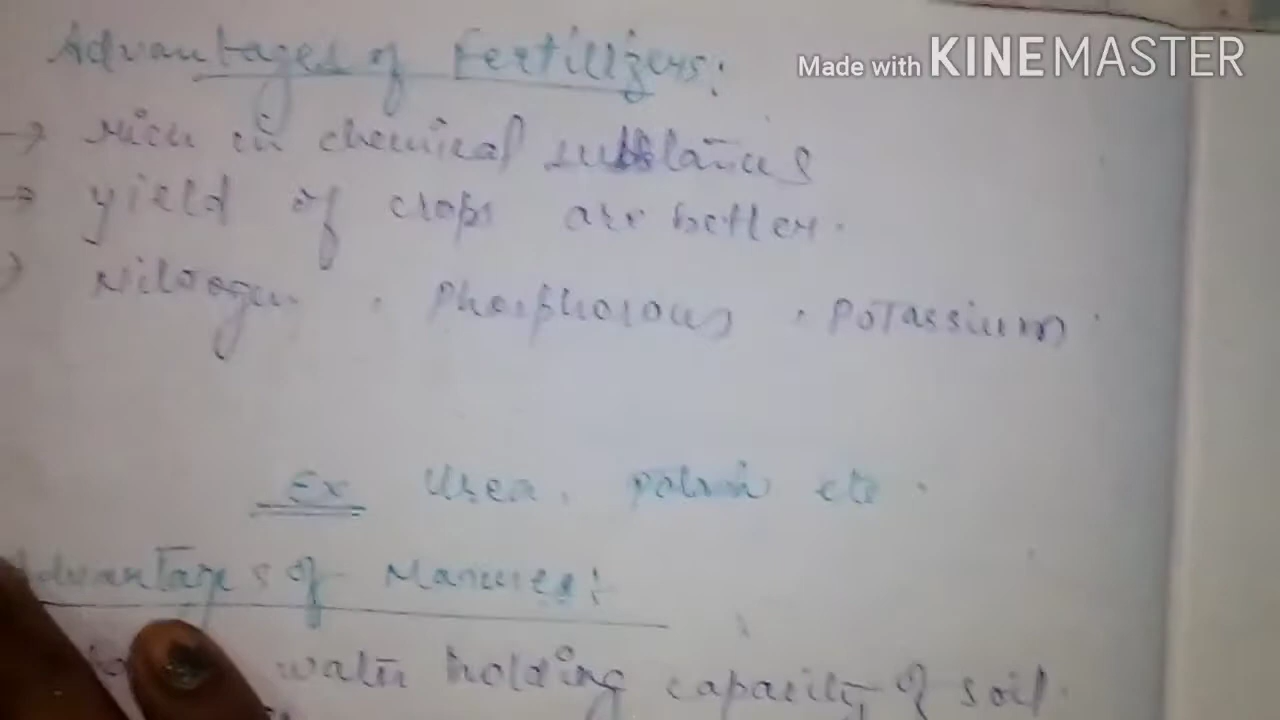 Advantages of Fertillizers:
Made with KINEMASTER
→ rich in chemical substances
→ yield of crops are better.
→ Nitrogen, Phosphorous, Potassium.
Ex Urea, potash etc.
Advantages of Manures:
water holding capacity of soil.